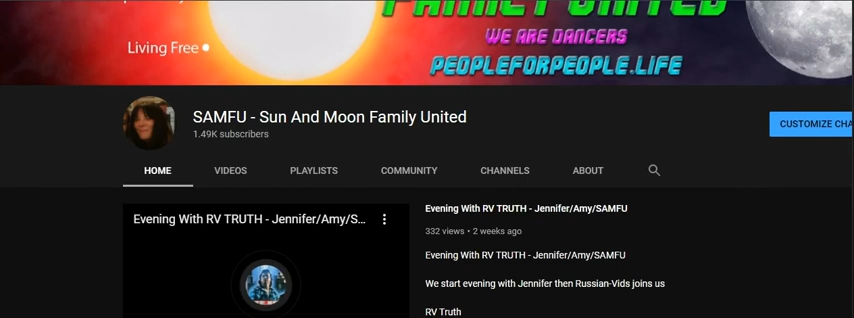 FAMILY UNITED
Living Free
WE ARE DANCERS
PEOPLEFORPEOPLE.LIFE
SAMFU - Sun And Moon Family United
1.49K subscribers
CUSTOMIZE CHA
HOME VIDEOS PLAYLISTS COMMUNITY CHANNELS ABOUT
Evening With RV TRUTH - Jennifer/Amy/S...
Evening With RV TRUTH - Jennifer/Amy/SAMFU
332 views • 2 weeks ago
Evening With RV TRUTH - Jennifer/Amy/SAMFU
We start evening with Jennifer then Russian-Vids joins us
RV Truth